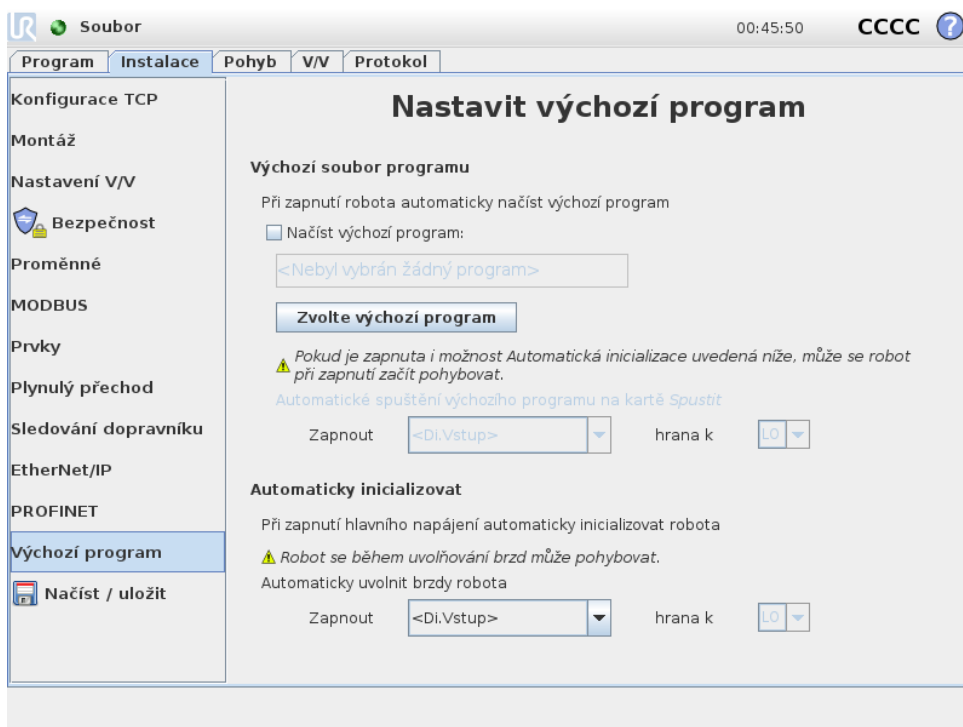 UR Soubor 00:45:50 CCCC ?
Program Instalace Pohyb V/V Protokol
Konfigurace TCP
Montáž
Nastavení V/V
Bezpečnost
Proměnné
MODBUS
Prvky
Plynulý přechod
Sledování dopravníku
EtherNet/IP
PROFINET
Výchozí program
Načíst / uložit
Nastavit výchozí program
Výchozí soubor programu
Při zapnutí robota automaticky načíst výchozí program
Načíst výchozí program:
<Nebyl vybrán žádný program>
Zvolte výchozí program
Pokud je zapnuta i možnost Automatická inicializace uvedená níže, může se robot
při zapnutí začít pohybovat.
Automatické spuštění výchozího programu na kartě Spustit
Zapnout <Di.Vstup> hrana k LO
Automaticky inicializovat
Při zapnutí hlavního napájení automaticky inicializovat robota
Robot se během uvolňování brzd může pohybovat.
Automaticky uvolnit brzdy robota
Zapnout <Di.Vstup> hrana k LO